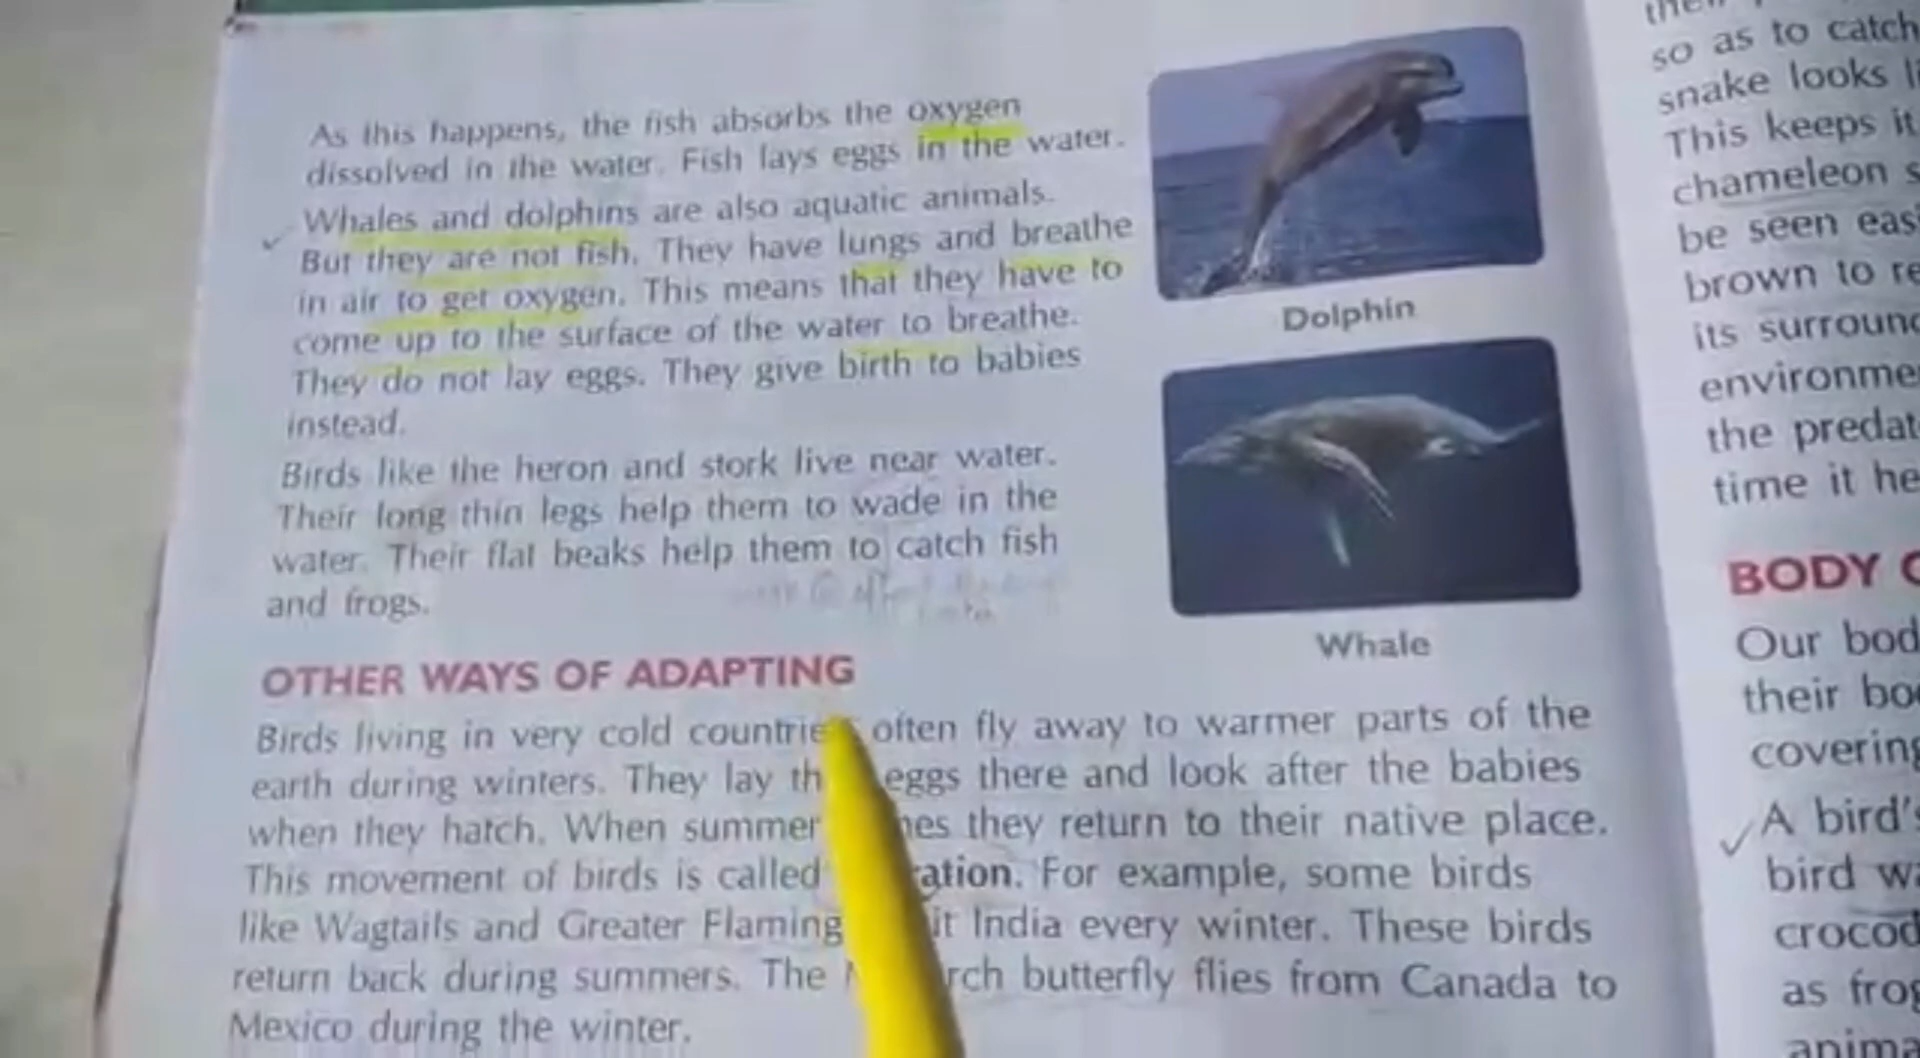 As this happens, the fish absorbs the oxygen
dissolved in the water. Fish lays eggs in the water.
Whales and dolphins are also aquatic animals.
But they are not fish. They have lungs and breathe
in air to get oxygen. This means that they have to
come up to the surface of the water to breathe.
They do not lay eggs. They give birth to babies
instead.
Birds like the heron and stork live near water.
Their long thin legs help them to wade in the
water. Their flat beaks help them to catch fish
and frogs.
Dolphin
Whale
OTHER WAYS OF ADAPTING
Birds living in very cold countrie often fly away to warmer parts of the
earth during winters. They lay th eggs there and look after the babies
when they hatch. When summer mes they return to their native place.
This movement of birds is called ation. For example, some birds
like Wagtails and Greater Flaming it India every winter. These birds
return back during summers. The rch butterfly flies from Canada to
Mexico during the winter.
so as to catch
snake looks li
This keeps it
chameleon s
be seen eas
brown to re
its surround
environme
the predat
time it he
BODY
Our bod
their bo
covering
A bird's
bird wa
crocod
as frog
anima